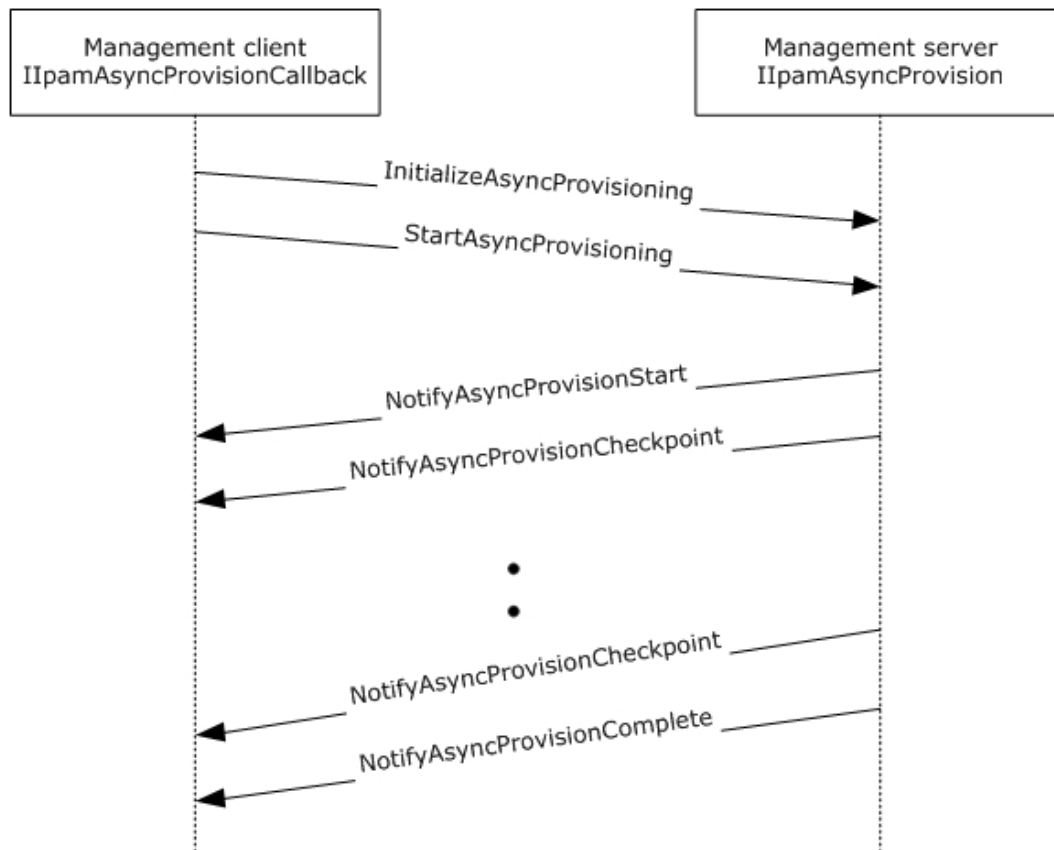 Management client
IIpamAsyncProvisionCallback
Management server
IIpamAsyncProvision
InitializeAsyncProvisioning
StartAsyncProvisioning
NotifyAsyncProvisionStart
NotifyAsyncProvisionCheckpoint
NotifyAsyncProvisionCheckpoint
NotifyAsyncProvisionComplete